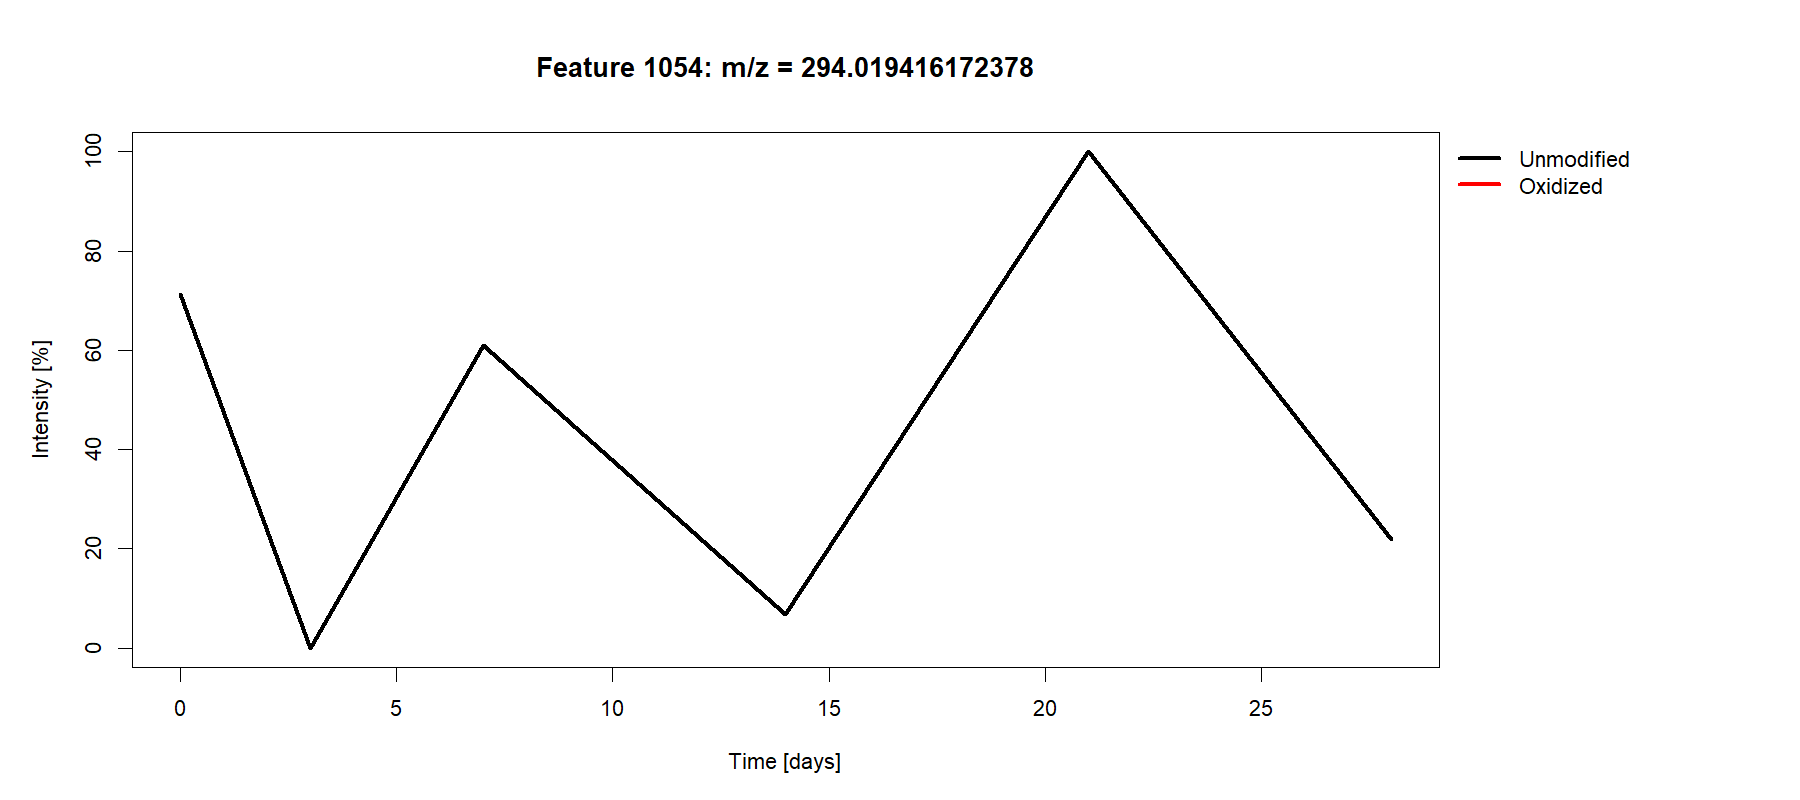 Feature 1054: m/z = 294.019416172378
Unmodified
Oxidized
Intensity [%]
100
80
60
40
20
0
0 5 10 15 20 25
Time [days]